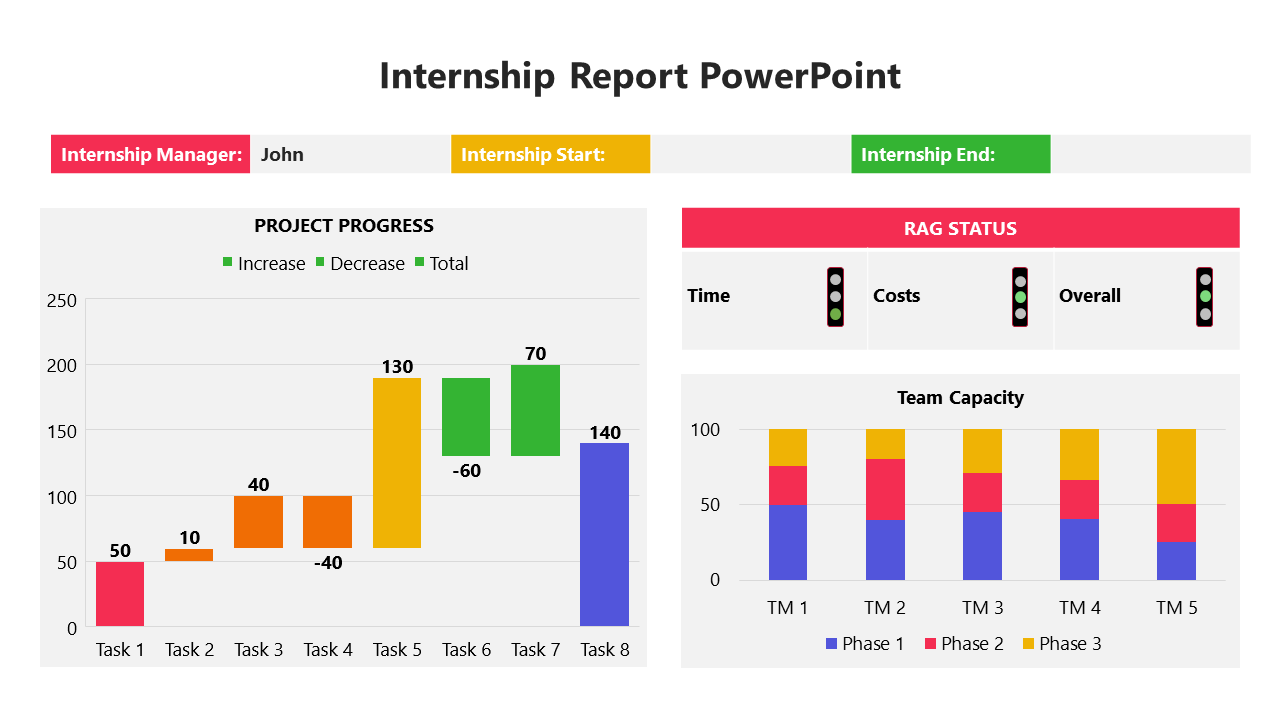 Internship Report PowerPoint
Internship Manager: John Internship Start: Internship End:
PROJECT PROGRESS
Increase Decrease Total
250
200
150
100
50
0
50
10
40
-40
130
-60
70
140
Task 1 Task 2 Task 3 Task 4 Task 5 Task 6 Task 7 Task 8
RAG STATUS
Time Costs Overall
Team Capacity
100
50
0
TM 1 TM 2 TM 3 TM 4 TM 5
Phase 1 Phase 2 Phase 3